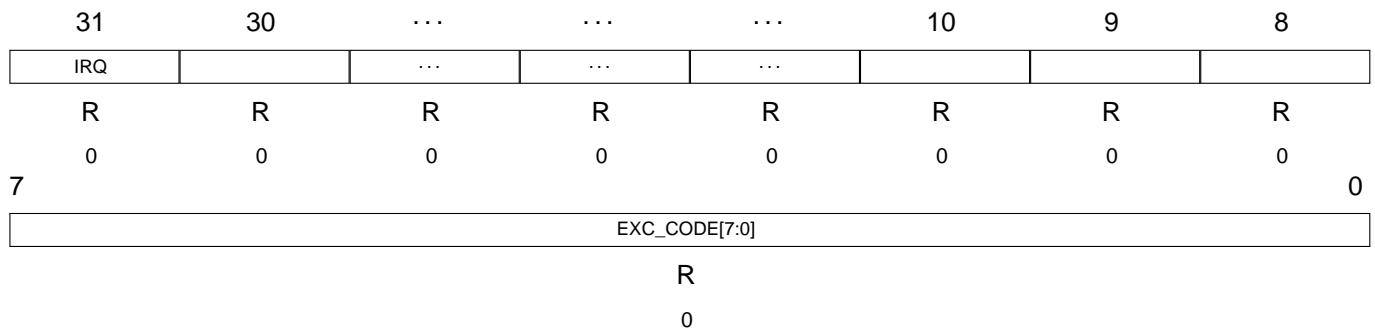 31 30 ... ... ... 10 9 8
IRQ ... ... ...
R R R R R R R R
0 0 0 0 0 0 0 0
7 0
EXC_CODE[7:0]
R
0